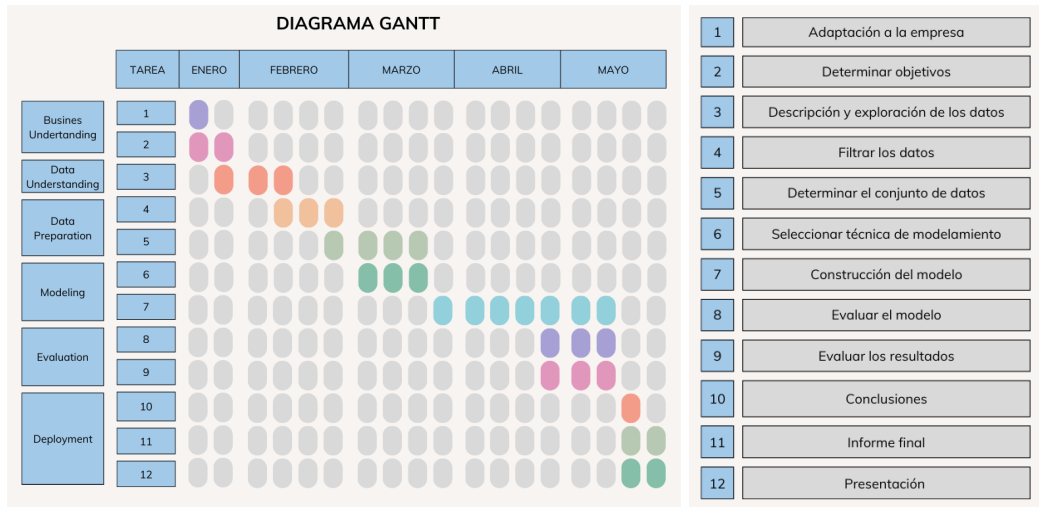 DIAGRAMA GANTT
TAREA ENERO FEBRERO MARZO ABRIL MAYO
Busines
Undertanding
1
2
Data
Understanding
3
Data
Preparation
4
5
Modeling
6
7
Evaluation
8
9
Deployment
10
11
12
1 Adaptación a la empresa
2 Determinar objetivos
3 Descripción y exploración de los datos
4 Filtrar los datos
5 Determinar el conjunto de datos
6 Seleccionar técnica de modelamiento
7 Construcción del modelo
8 Evaluar el modelo
9 Evaluar los resultados
10 Conclusiones
11 Informe final
12 Presentación